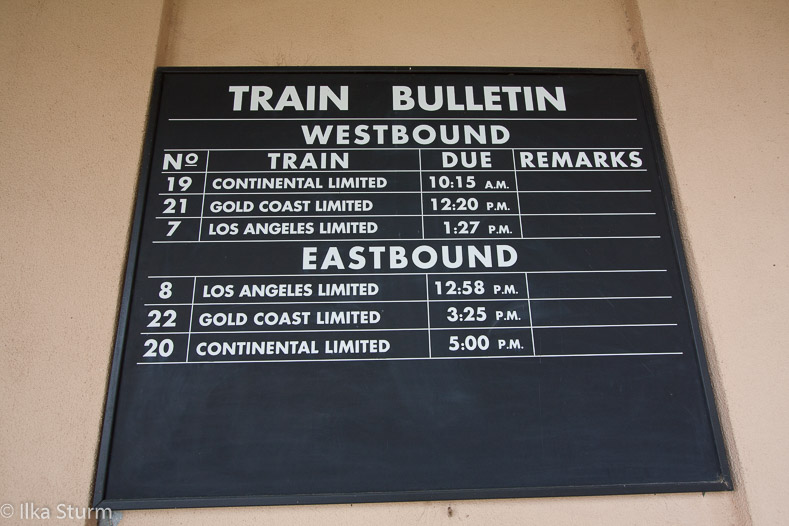 TRAIN BULLETIN
WESTBOUND
Nº TRAIN DUE REMARKS
19 CONTINENTAL LIMITED 10:15 A.M.
21 GOLD COAST LIMITED 12:20 P.M.
7 LOS ANGELES LIMITED 1:27 P.M.
EASTBOUND
8 LOS ANGELES LIMITED 12:58 P.M.
22 GOLD COAST LIMITED 3:25 P.M.
20 CONTINENTAL LIMITED 5:00 P.M.
© Ilka Sturm